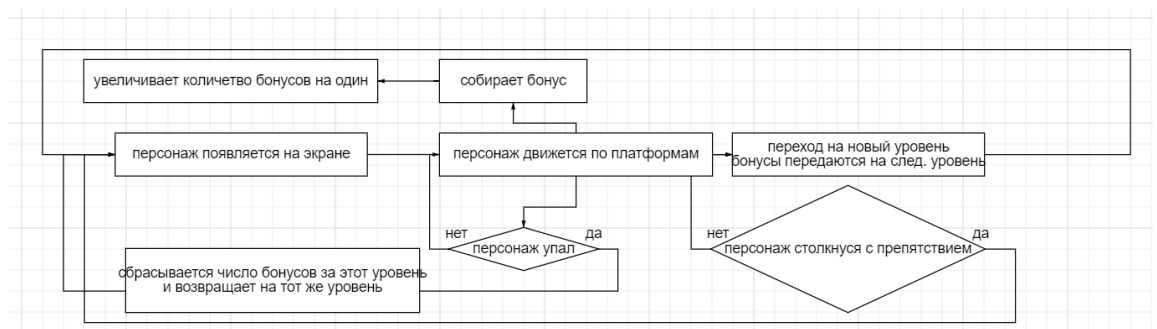 увеличивает количетво бонусов на один
собирает бонус
персонаж появляется на экране
персонаж движется по платформам
переход на новый уровень
бонусы передаются на след. уровень
нет
да
персонаж упал
нет
да
персонаж столкнуся с препятствием
сбрасывается число бонусов за этот уровень
и возвращает на тот же уровень